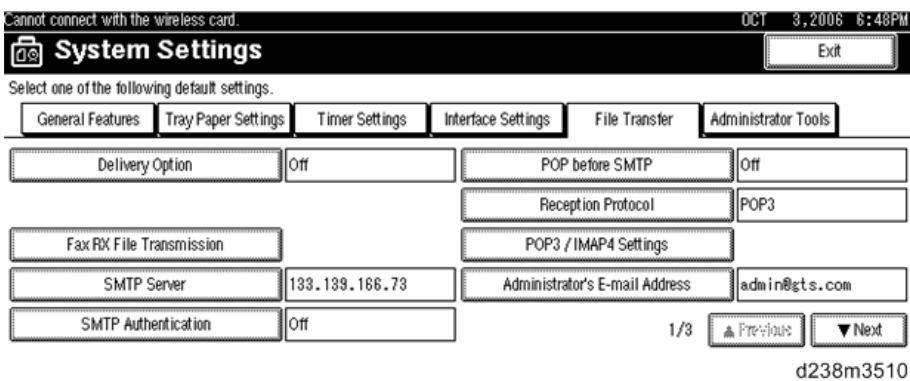 Cannot connect with the wireless card. OCT 3,2006 6:48PM
System Settings Exit
Select one of the following default settings.
General Features Tray Paper Settings Timer Settings Interface Settings File Transfer Administrator Tools
Delivery Option Off POP before SMTP Off
Reception Protocol POP3
Fax RX File Transmission POP3 / IMAP4 Settings
SMTP Server 133.139.166.73 Administrator's E-mail Address admin@gts.com
SMTP Authentication Off 1/3 ▲ Previous ▼ Next
d238m3510